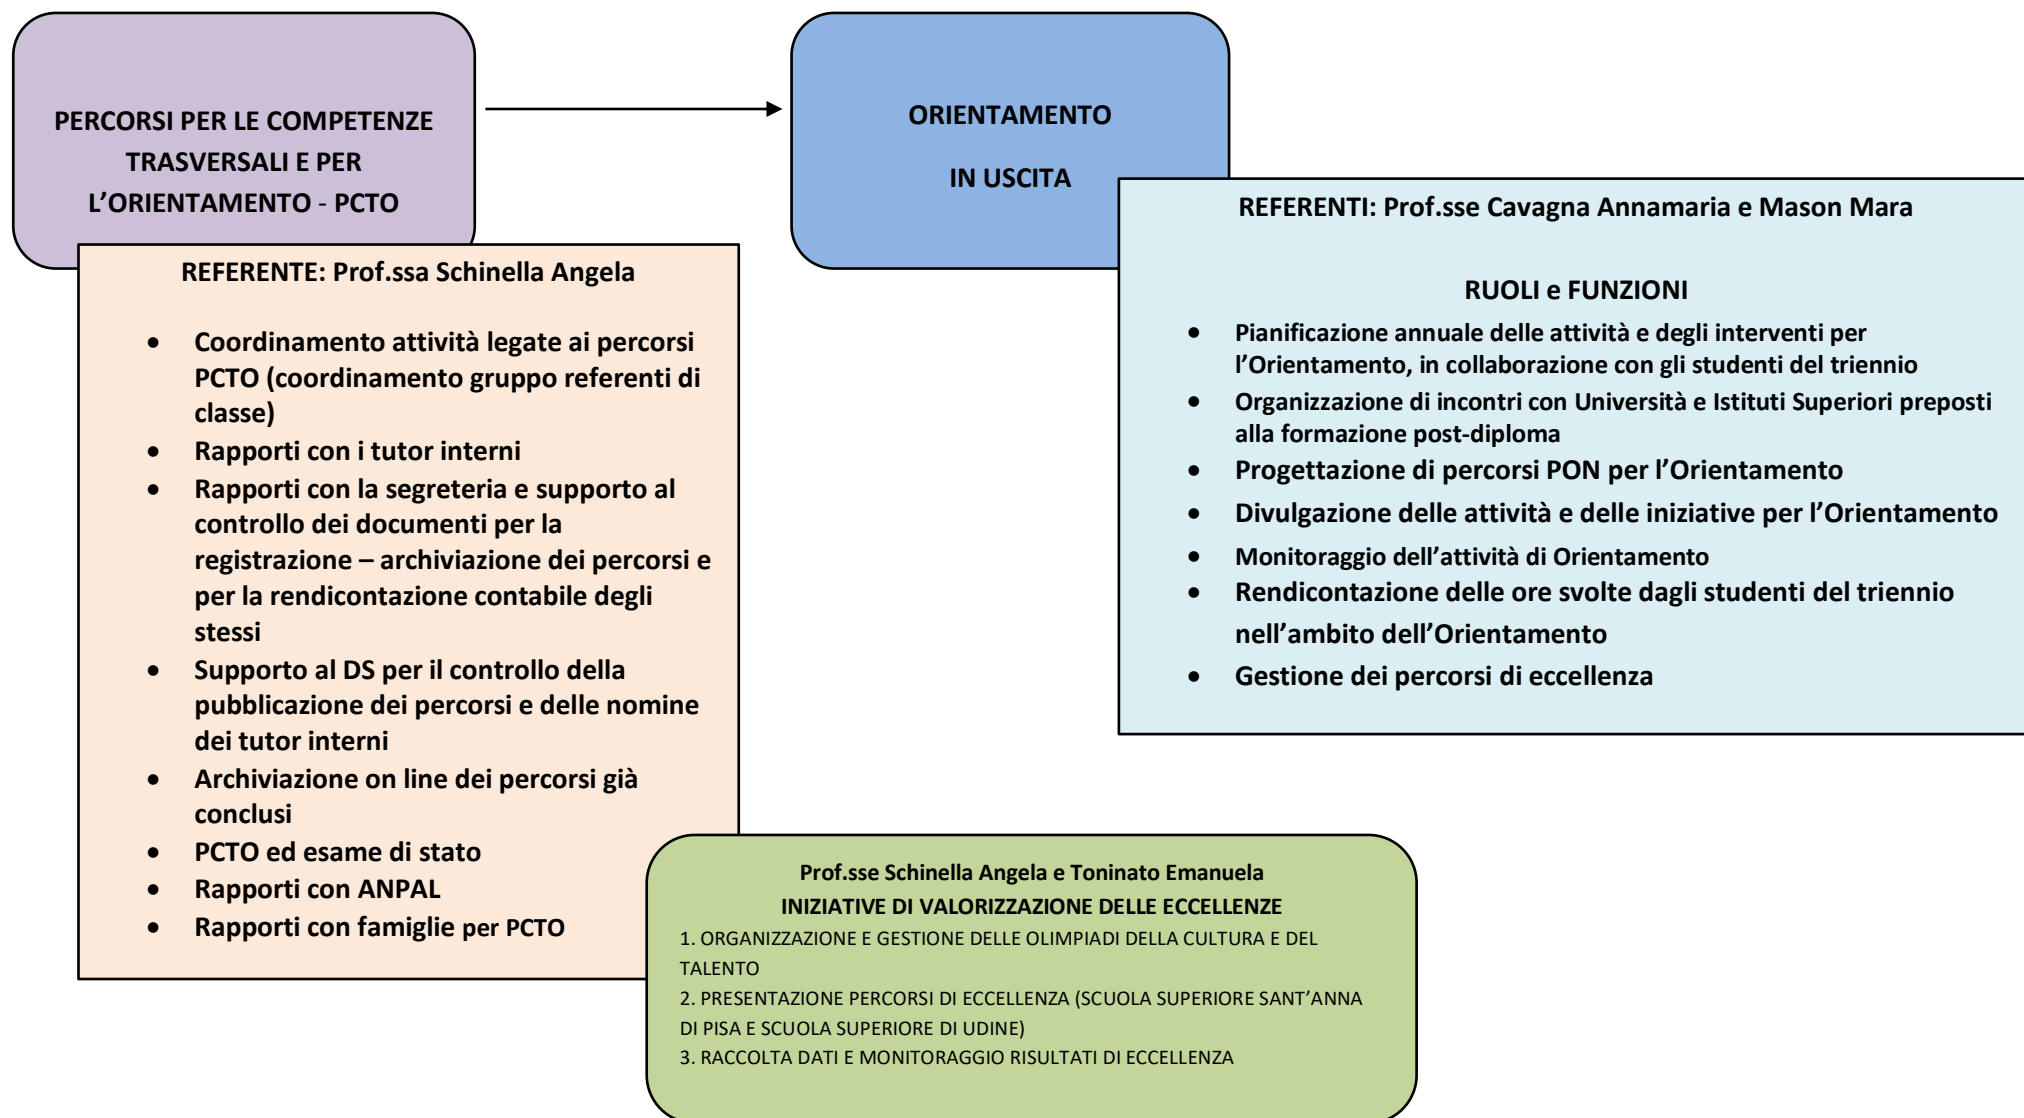 PERCORSI PER LE COMPETENZE
TRASVERSALI E PER
L’ORIENTAMENTO - PCTO
REFERENTE: Prof.ssa Schinella Angela
• Coordinamento attività legate ai percorsi
PCTO (coordinamento gruppo referenti di
classe)
• Rapporti con i tutor interni
• Rapporti con la segreteria e supporto al
controllo dei documenti per la
registrazione – archiviazione dei percorsi e
per la rendicontazione contabile degli
stessi
• Supporto al DS per il controllo della
pubblicazione dei percorsi e delle nomine
dei tutor interni
• Archiviazione on line dei percorsi già
conclusi
• PCTO ed esame di stato
• Rapporti con ANPAL
• Rapporti con famiglie per PCTO
ORIENTAMENTO
IN USCITA
REFERENTI: Prof.sse Cavagna Annamaria e Mason Mara
RUOLI e FUNZIONI
• Pianificazione annuale delle attività e degli interventi per
l’Orientamento, in collaborazione con gli studenti del triennio
• Organizzazione di incontri con Università e Istituti Superiori preposti
alla formazione post-diploma
• Progettazione di percorsi PON per l’Orientamento
• Divulgazione delle attività e delle iniziative per l’Orientamento
• Monitoraggio dell’attività di Orientamento
• Rendicontazione delle ore svolte dagli studenti del triennio
nell’ambito dell’Orientamento
• Gestione dei percorsi di eccellenza
Prof.sse Schinella Angela e Toninato Emanuela
INIZIATIVE DI VALORIZZAZIONE DELLE ECCELLENZE
1. ORGANIZZAZIONE E GESTIONE DELLE OLIMPIADI DELLA CULTURA E DEL
TALENTO
2. PRESENTAZIONE PERCORSI DI ECCELLENZA (SCUOLA SUPERIORE SANT’ANNA
DI PISA E SCUOLA SUPERIORE DI UDINE)
3. RACCOLTA DATI E MONITORAGGIO RISULTATI DI ECCELLENZA